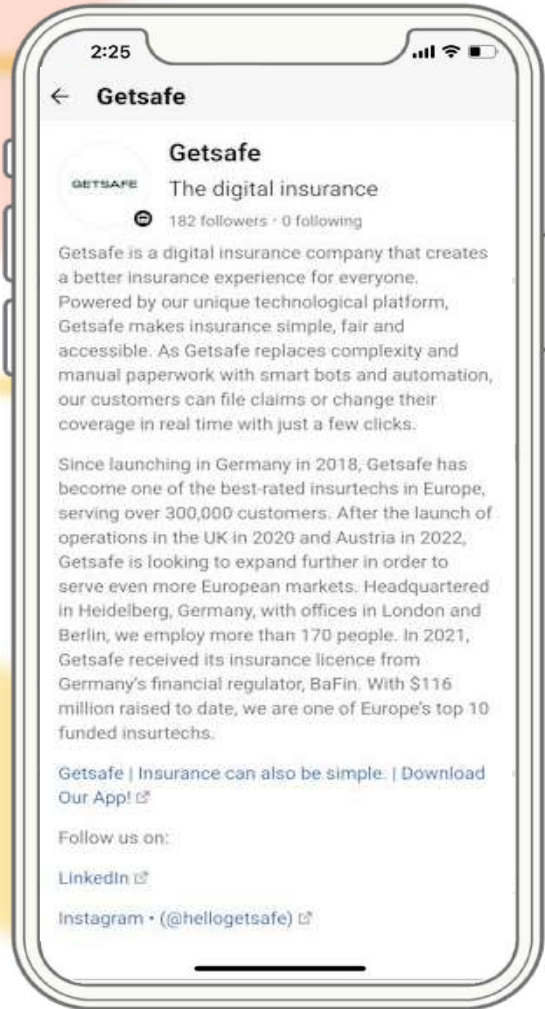 2:25
Getsafe
GETSAFE
Getsafe
The digital insurance
182 followers · 0 following
Getsafe is a digital insurance company that creates
a better insurance experience for everyone.
Powered by our unique technological platform,
Getsafe makes insurance simple, fair and
accessible. As Getsafe replaces complexity and
manual paperwork with smart bots and automation,
our customers can file claims or change their
coverage in real time with just a few clicks.
Since launching in Germany in 2018, Getsafe has
become one of the best-rated insurtechs in Europe,
serving over 300,000 customers. After the launch of
operations in the UK in 2020 and Austria in 2022,
Getsafe is looking to expand further in order to
serve even more European markets. Headquartered
in Heidelberg, Germany, with offices in London and
Berlin, we employ more than 170 people. In 2021,
Getsafe received its insurance licence from
Germany's financial regulator, BaFin. With $116
million raised to date, we are one of Europe's top 10
funded insurtechs.
Getsafe | Insurance can also be simple. | Download
Our App!
Follow us on:
LinkedIn
Instagram • (@hellogetsafe)